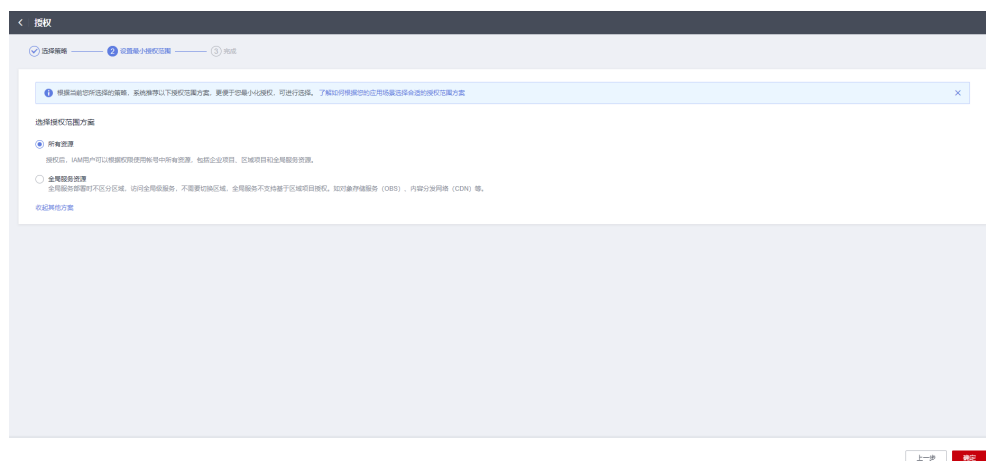 授权
选择策略
2 设置最小授权范围
3 完成
根据当前您所选择的策略，系统推荐以下授权范围方案，更便于您最小化授权，可进行选择。 了解如何根据您的应用场景选择合适的授权范围方案
选择授权范围方案
所有资源
授权后，IAM用户可以根据权限使用帐号中所有资源，包括企业项目、区域项目和全局服务资源。
全局服务资源
全局服务部署时不区分区域，访问全局级服务，不需要切换区域，全局服务不支持基于区域项目授权。如对象存储服务（OBS）、内容分发网络（CDN）等。
收起其他方案
上一步 确定